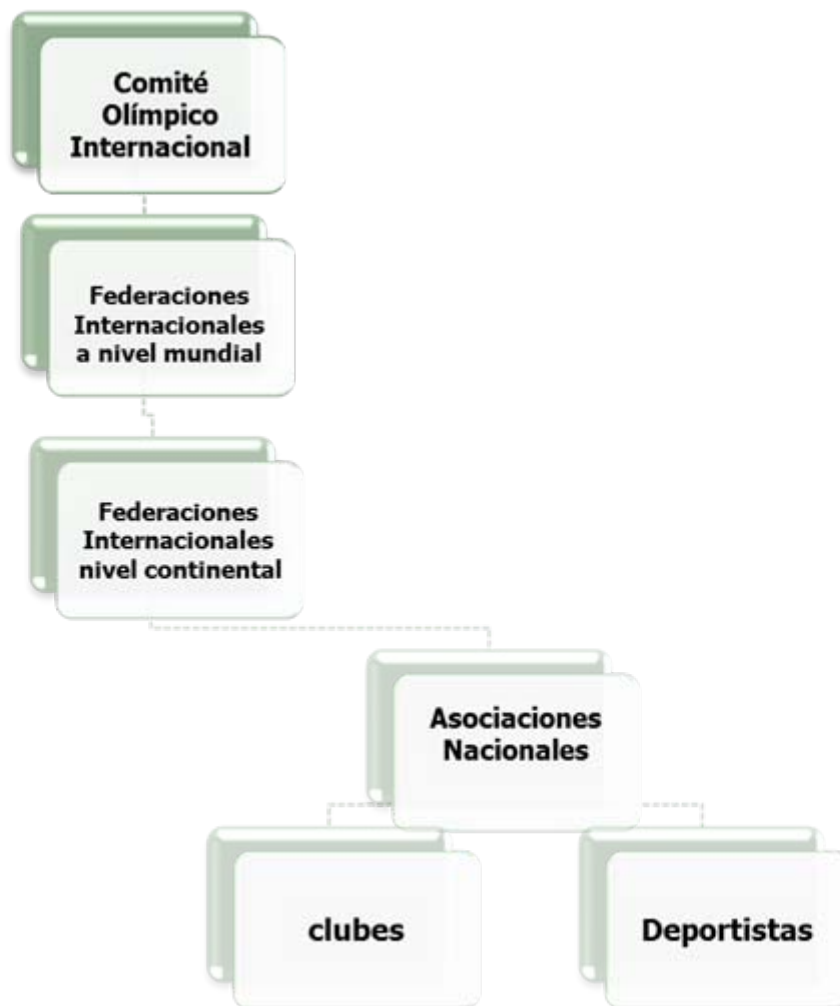 Comité
Olímpico
Internacional
Federaciones
Internacionales
a nivel mundial
Federaciones
Internacionales
nivel continental
Asociaciones
Nacionales
clubes
Deportistas